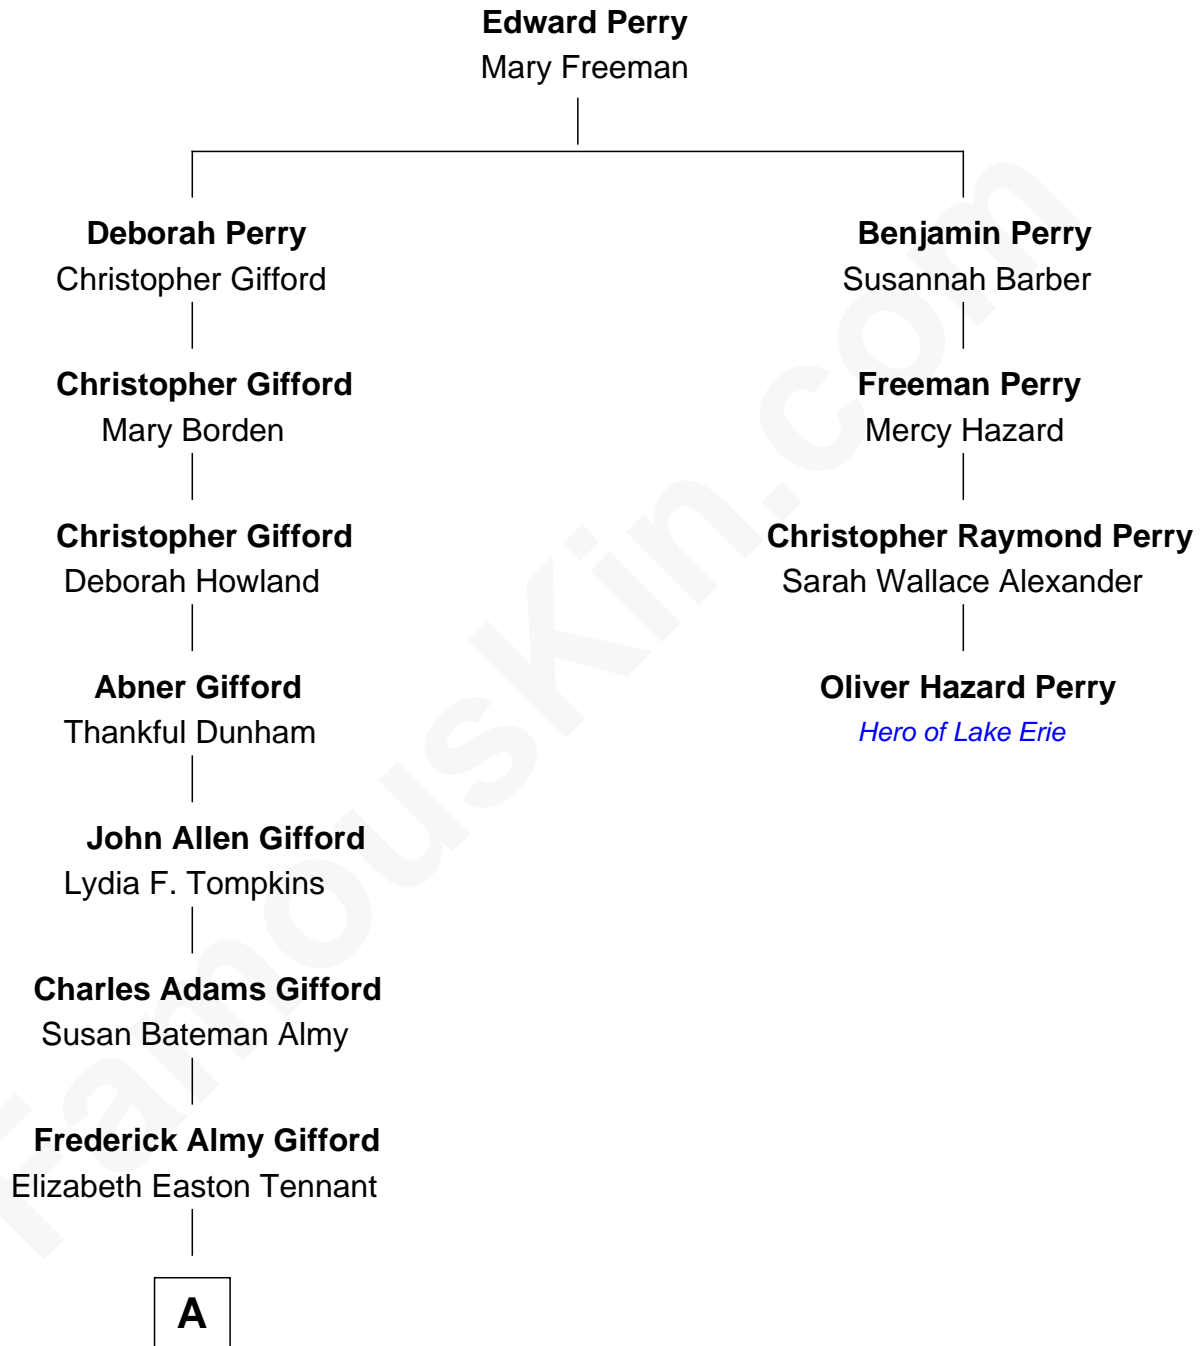 Edward Perry
Mary Freeman
Deborah Perry
Christopher Gifford
Benjamin Perry
Susannah Barber
Christopher Gifford
Mary Borden
Freeman Perry
Mercy Hazard
Christopher Gifford
Deborah Howland
Christopher Raymond Perry
Sarah Wallace Alexander
Abner Gifford
Thankful Dunham
Oliver Hazard Perry
Hero of Lake Erie
John Allen Gifford
Lydia F. Tompkins
Charles Adams Gifford
Susan Bateman Almy
Frederick Almy Gifford
Elizabeth Easton Tennant
A
FamousKin.com